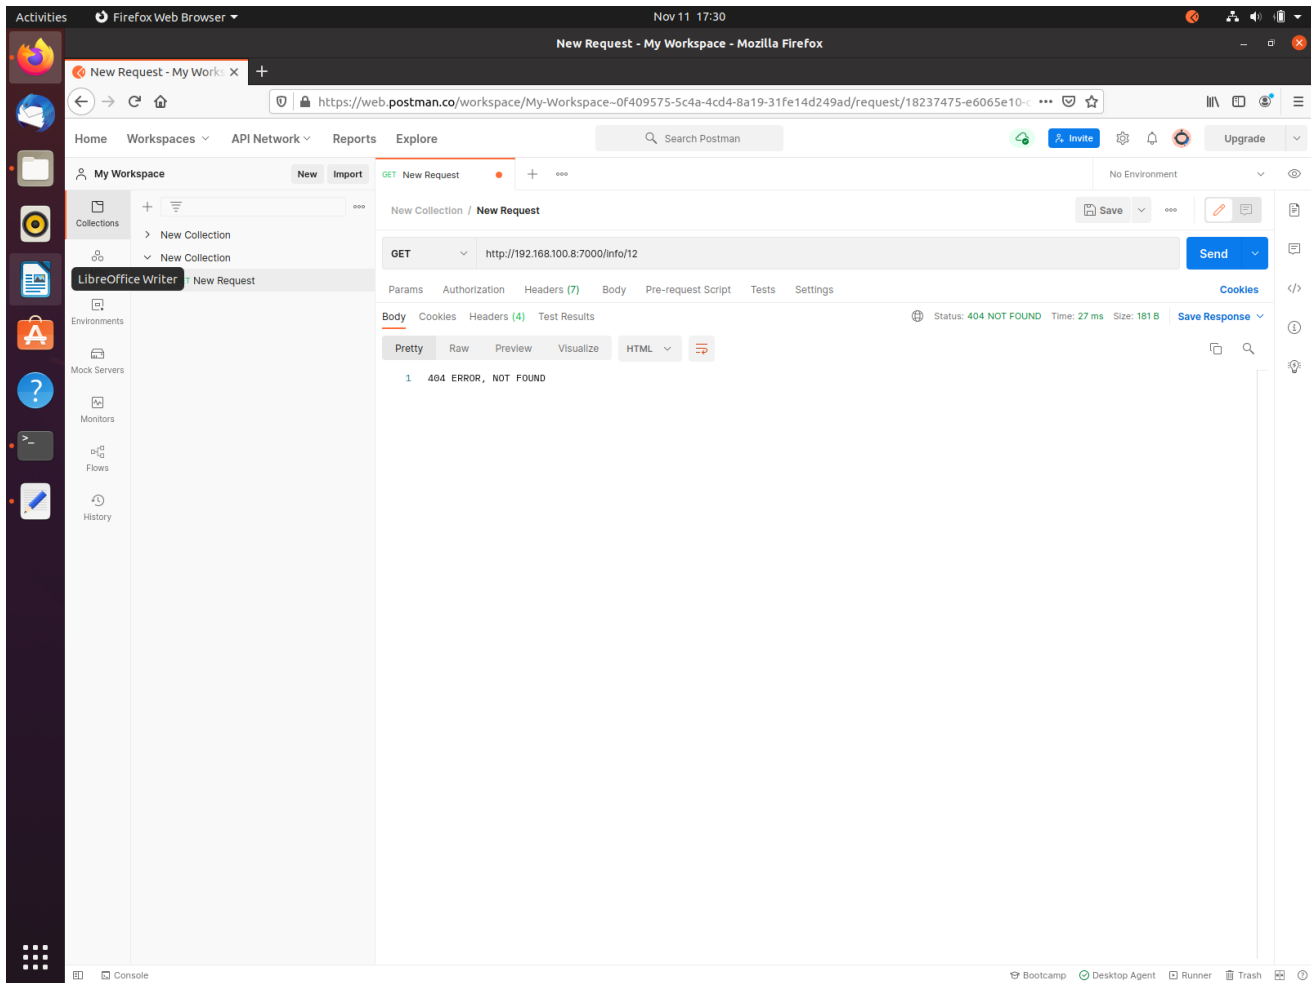 Activities Firefox Web Browser Nov 11 17:30
New Request - My Workspace - Mozilla Firefox
New Request - My Works
https://web.postman.co/workspace/My-Workspace~0f409575-5c4a-4cd4-8a19-31fe14d249ad/request/18237475-e6065e10-c
Home Workspaces API Network Reports Explore Search Postman Invite Upgrade
My Workspace New Import GET New Request No Environment
Collections New Collection / New Request Save
New Collection
GET http://192.168.100.8:7000/info/12 Send
New Collection
LibreOffice Writer New Request
Params Authorization Headers (7) Body Pre-request Script Tests Settings Cookies
Environments Body Cookies Headers (4) Test Results Status: 404 NOT FOUND Time: 27 ms Size: 181 B Save Response
Pretty Raw Preview Visualize HTML
Mock Servers
1 404 ERROR, NOT FOUND
Monitors
Flows
History
Console Bootcamp Desktop Agent Runner Trash